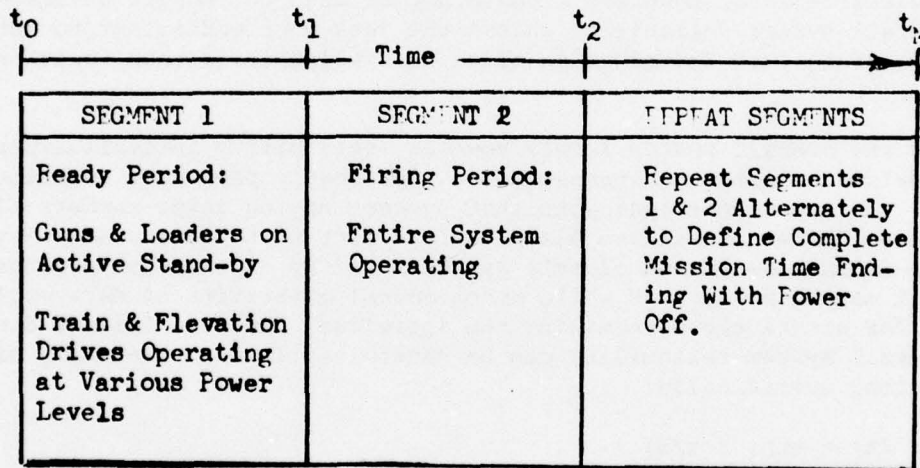 t0 t1 t2 tM
Time
SEGMENT 1 SEGMENT 2 REPEAT SEGMENTS
Ready Period: Firing Period: Repeat Segments
1 & 2 Alternately
Guns & Loaders on Entire System to Define Complete
Active Stand-by Operating Mission Time End-
ing With Power
Train & Elevation Off.
Drives Operating
at Various Power
Levels